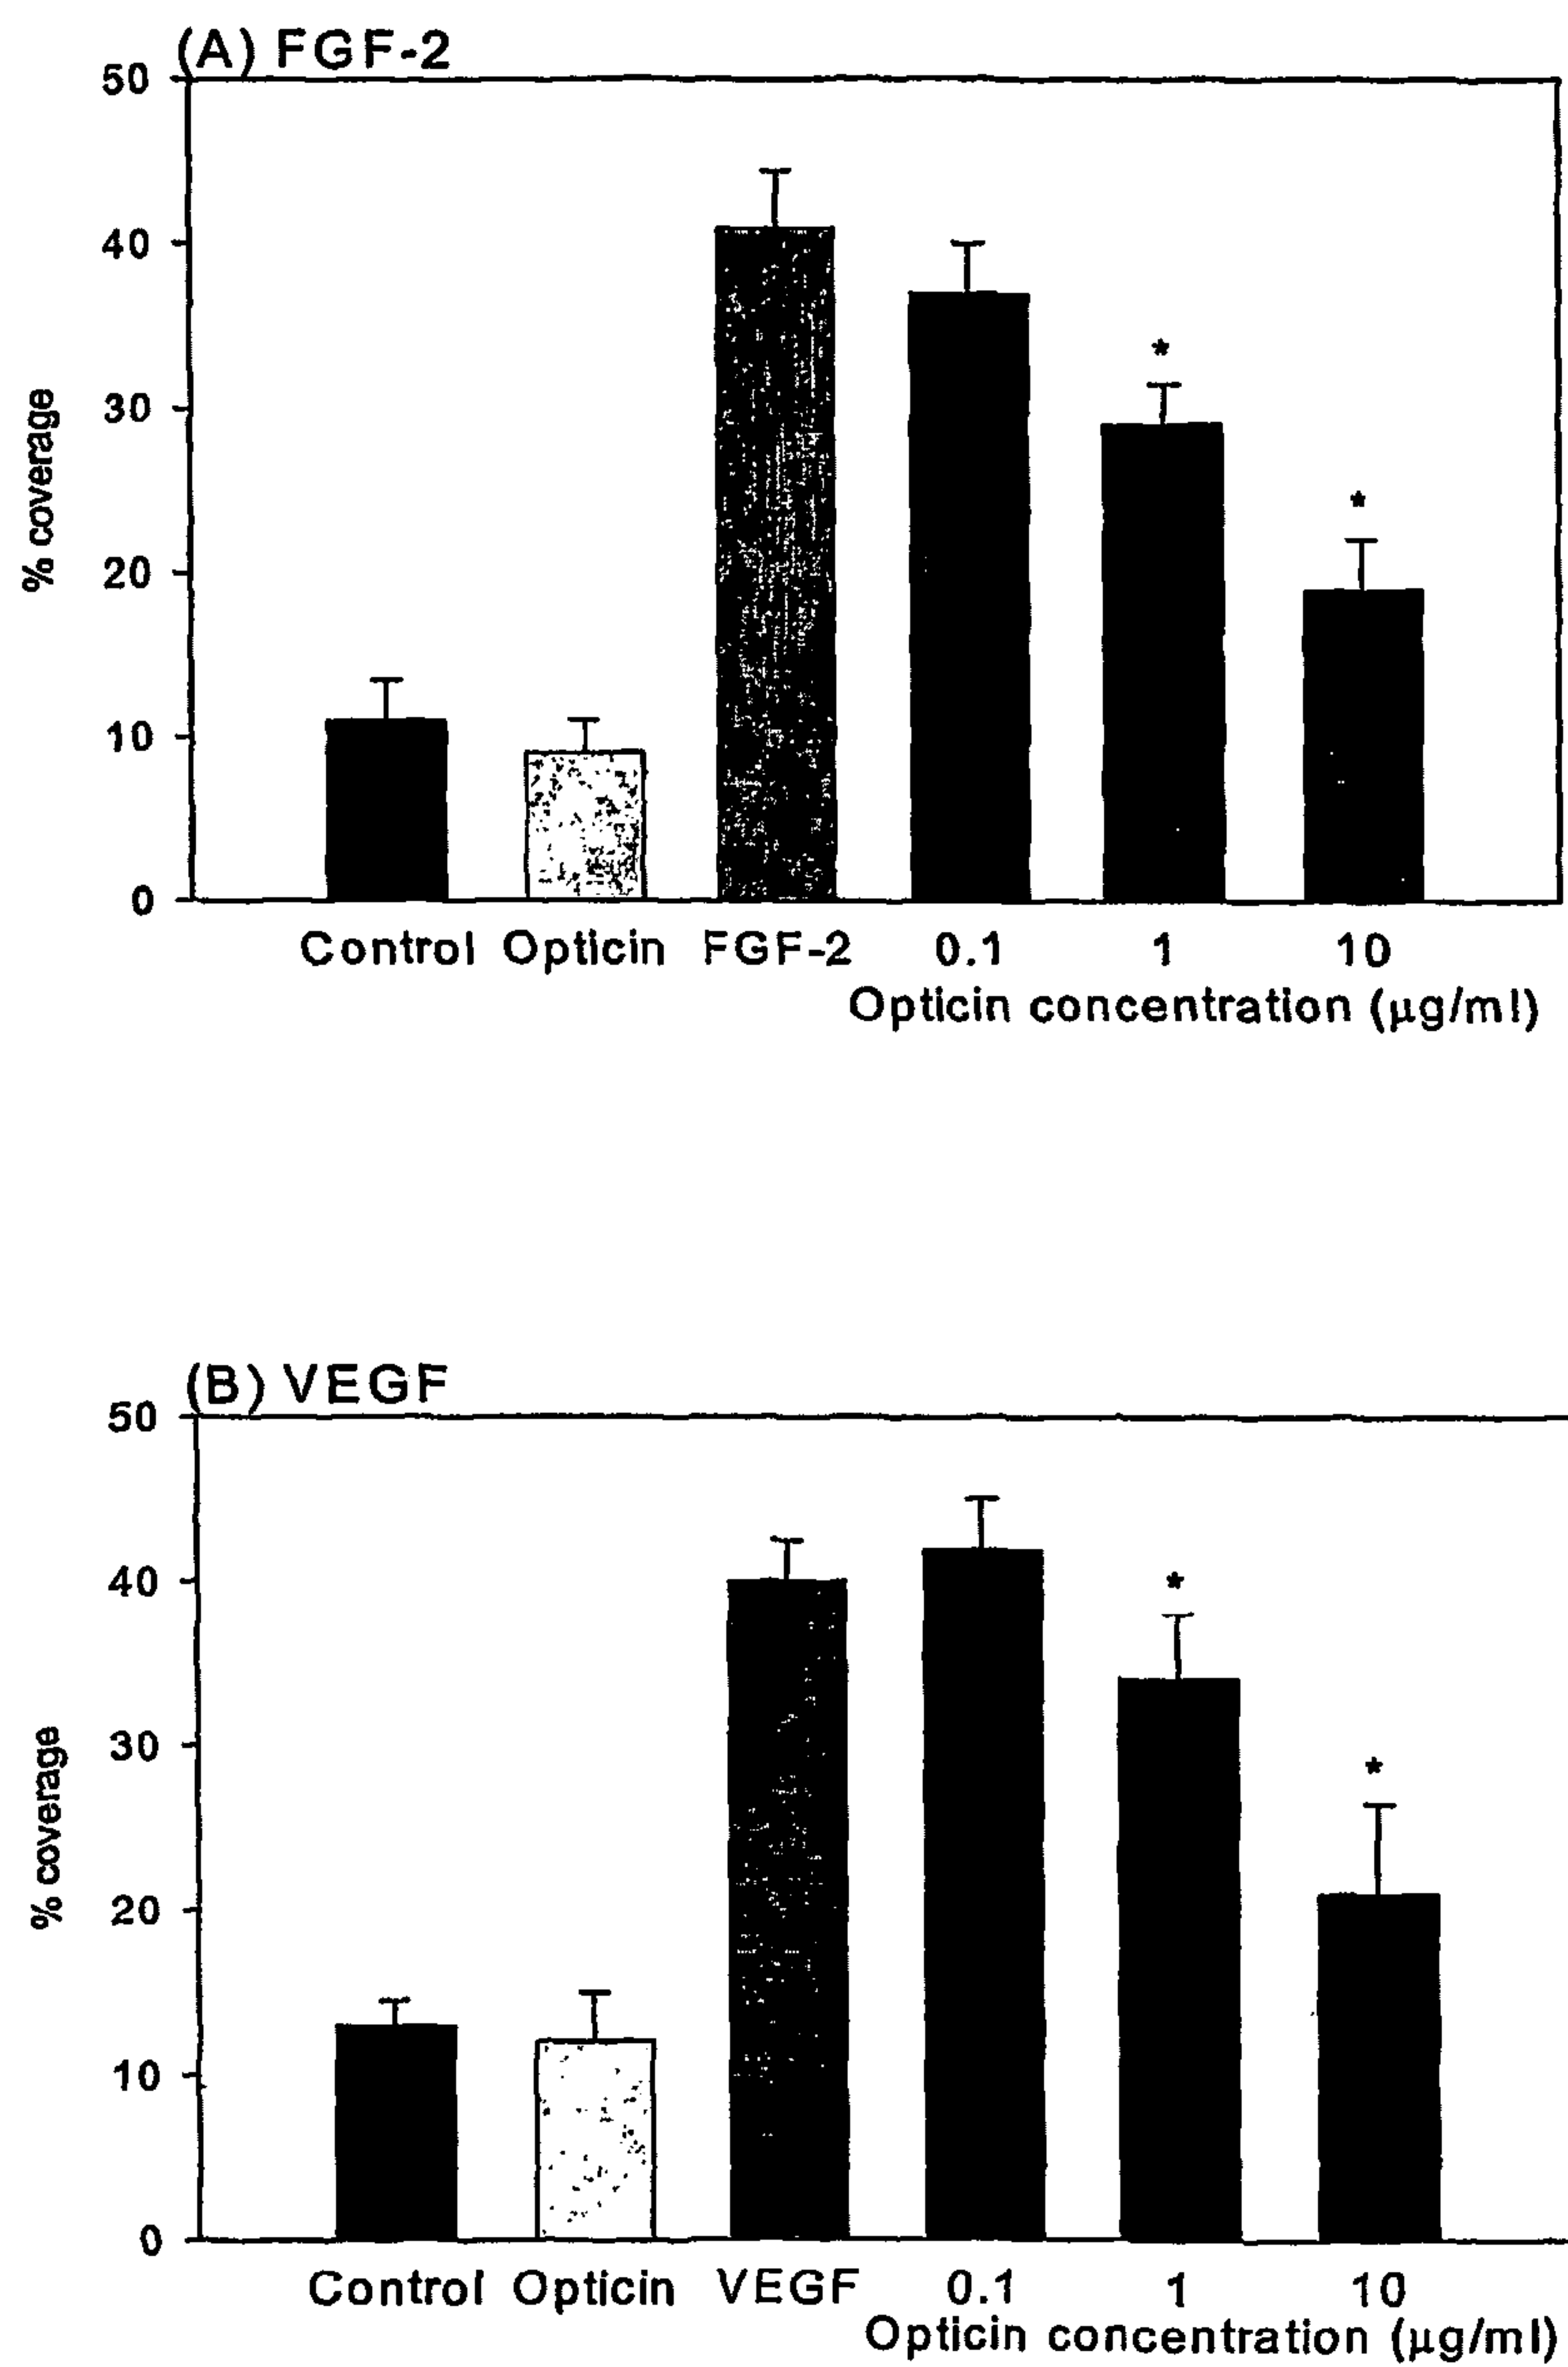 (A) FGF-2
50
40
30
20
10
0
% coverage
*
*
Control Opticin FGF-2 0.1 1 10
Opticin concentration (μg/ml)
(B) VEGF
50
40
30
20
10
0
% coverage
*
*
Control Opticin VEGF 0.1 1 10
Opticin concentration (μg/ml)